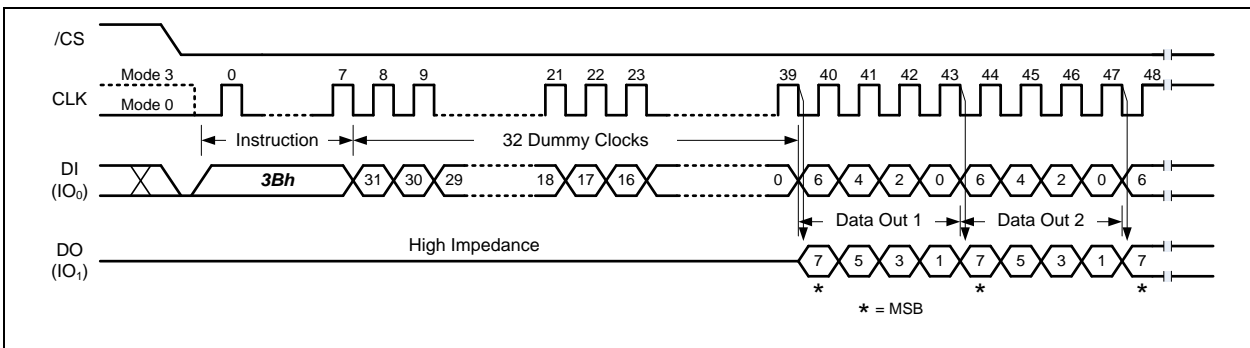 /CS
Mode 3 0 7 8 9 21 22 23 39 40 41 42 43 44 45 46 47 48
CLK
Mode 0
Instruction 32 Dummy Clocks
DI
(IO0) 3Bh 31 30 29 18 17 16 0 6 4 2 0 6 4 2 0 6
Data Out 1 Data Out 2
High Impedance
DO
(IO1) 7 5 3 1 7 5 3 1 7
* * *
* = MSB